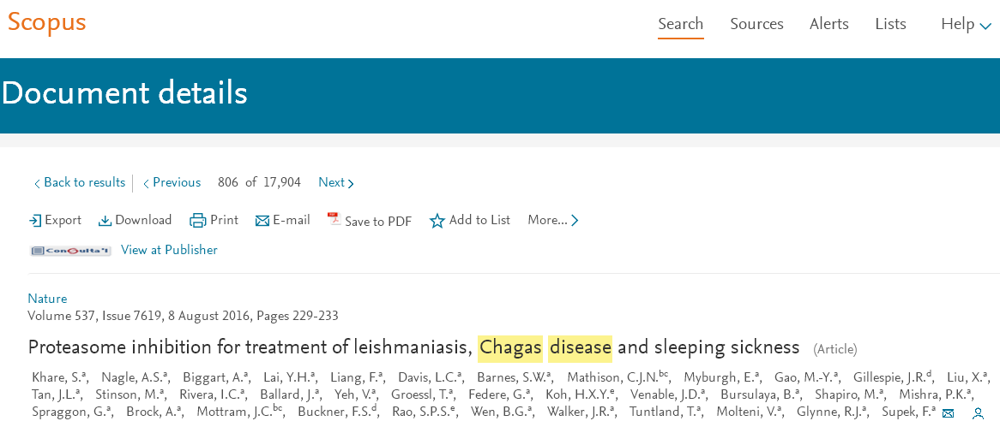 Scopus Search Sources Alerts Lists Help
Document details
Back to results Previous 806 of 17,904 Next
Export Download Print E-mail Save to PDF Add to List More...
Consulta'l View at Publisher
Nature
Volume 537, Issue 7619, 8 August 2016, Pages 229-233
Proteasome inhibition for treatment of leishmaniasis, Chagas disease and sleeping sickness (Article)
Khare, S.ᵃ, Nagle, A.S.ᵃ, Biggart, A.ᵃ, Lai, Y.H.ᵃ, Liang, F.ᵃ, Davis, L.C.ᵃ, Barnes, S.W.ᵃ, Mathison, C.J.N.ᵇᶜ, Myburgh, E.ᵃ, Gao, M.-Y.ᵃ, Gillespie, J.R.ᵈ, Liu, X.ᵃ,
Tan, J.L.ᵃ, Stinson, M.ᵃ, Rivera, I.C.ᵃ, Ballard, J.ᵃ, Yeh, V.ᵃ, Groessl, T.ᵃ, Federe, G.ᵃ, Koh, H.X.Y.ᵉ, Venable, J.D.ᵃ, Bursulaya, B.ᵃ, Shapiro, M.ᵃ, Mishra, P.K.ᵃ,
Spraggon, G.ᵃ, Brock, A.ᵃ, Mottram, J.C.ᵇᶜ, Buckner, F.S.ᵈ, Rao, S.P.S.ᵉ, Wen, B.G.ᵃ, Walker, J.R.ᵃ, Tuntland, T.ᵃ, Molteni, V.ᵃ, Glynne, R.J.ᵃ, Supek, F.ᵃ